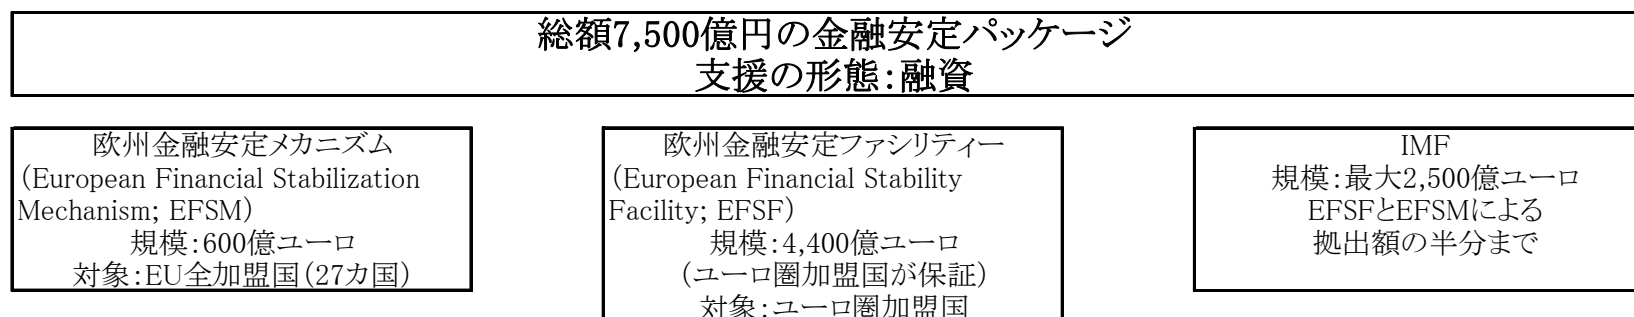 総額7,500億円の金融安定パッケージ
支援の形態：融資
欧州金融安定メカニズム
（European Financial Stabilization
Mechanism; EFSM）
規模：600億ユーロ
対象：EU全加盟国（27カ国）
欧州金融安定ファシリティー
（European Financial Stability
Facility; EFSF）
規模：4,400億ユーロ
（ユーロ圏加盟国が保証）
対象：ユーロ圏加盟国
IMF
規模：最大2,500億ユーロ
EFSFとEFSMによる
拠出額の半分まで